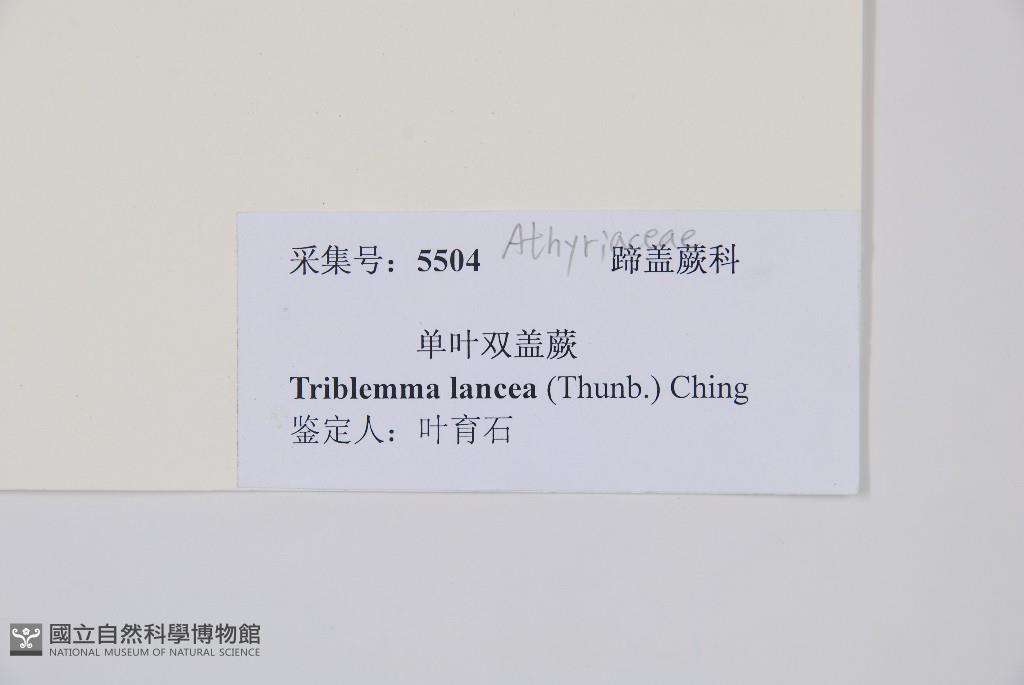 Athyriaceae
采集号：5504 蹄盖蕨科
单叶双盖蕨
Triblemma lancea (Thunb.) Ching
鉴定人：叶育石
國立自然科學博物館
NATIONAL MUSEUM OF NATURAL SCIENCE